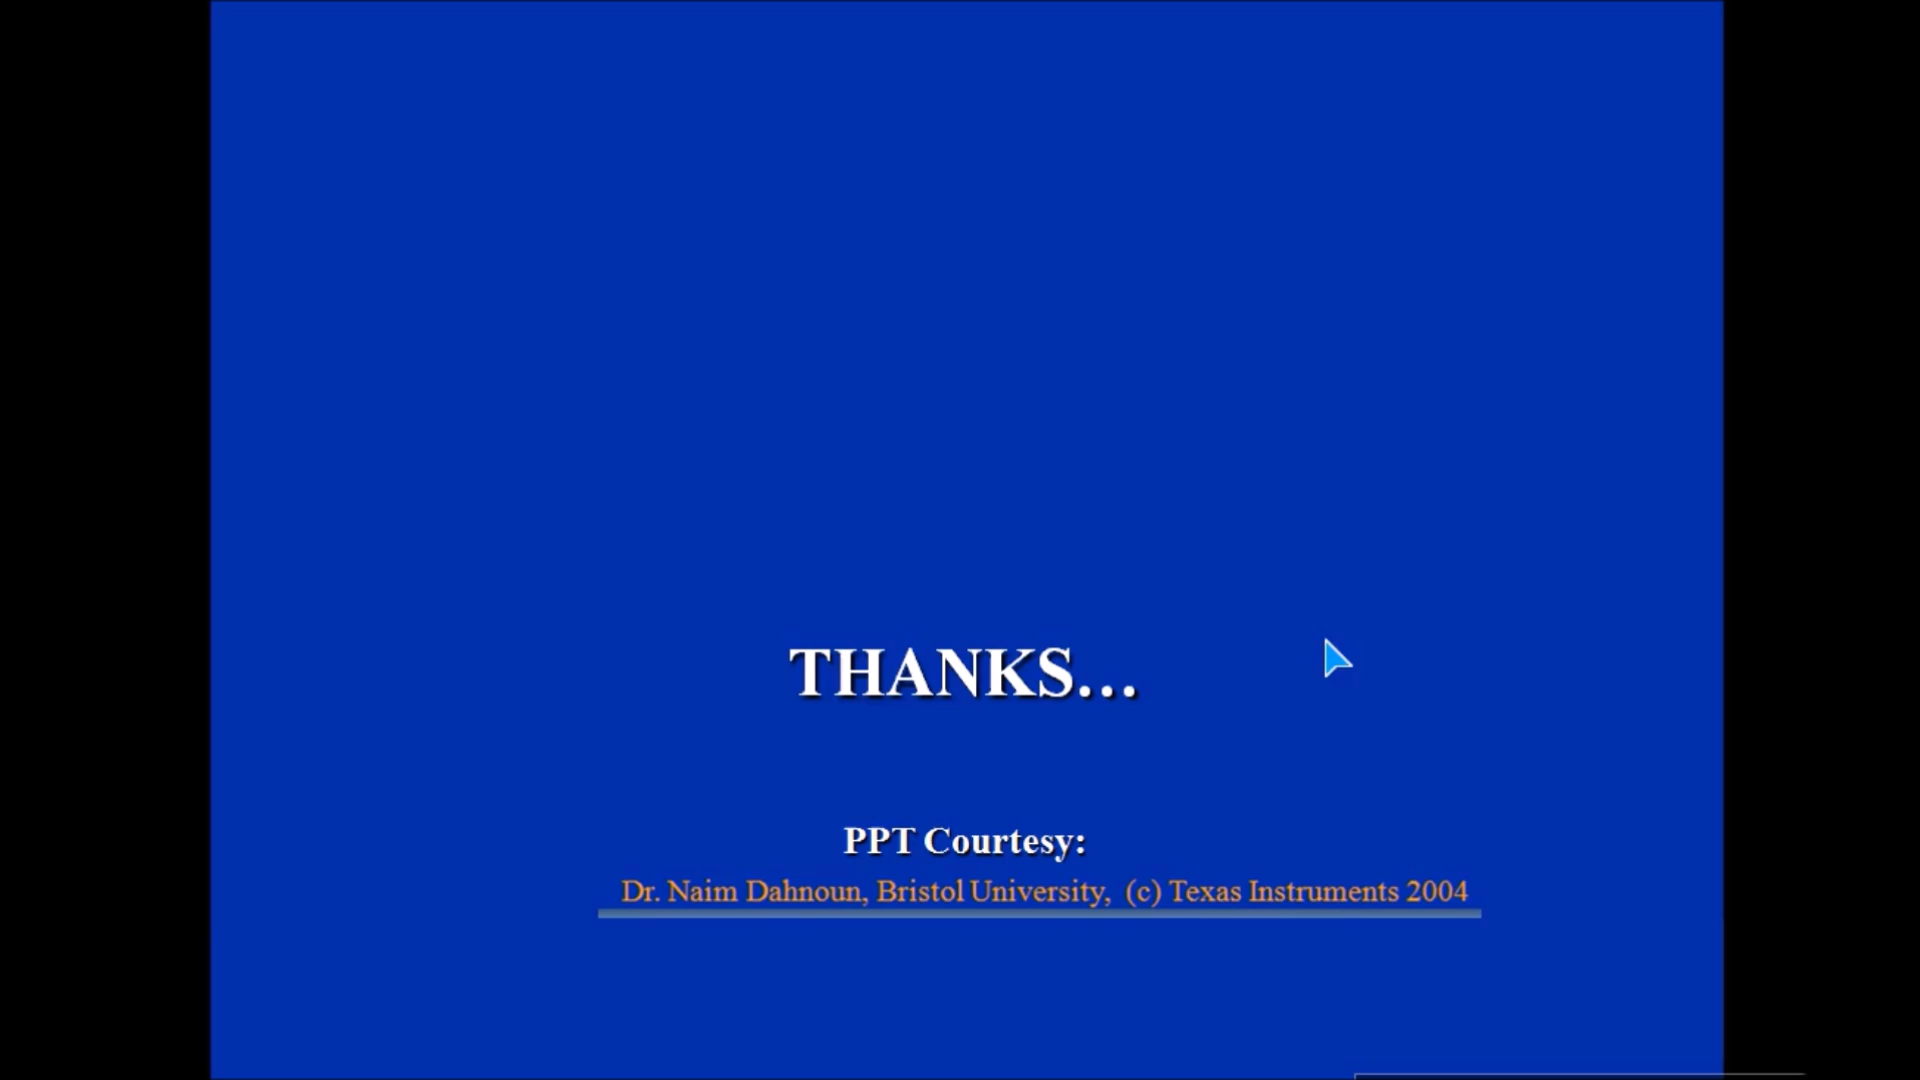 THANKS...
PPT Courtesy:
Dr. Naim Dahnoun, Bristol University, (c) Texas Instruments 2004